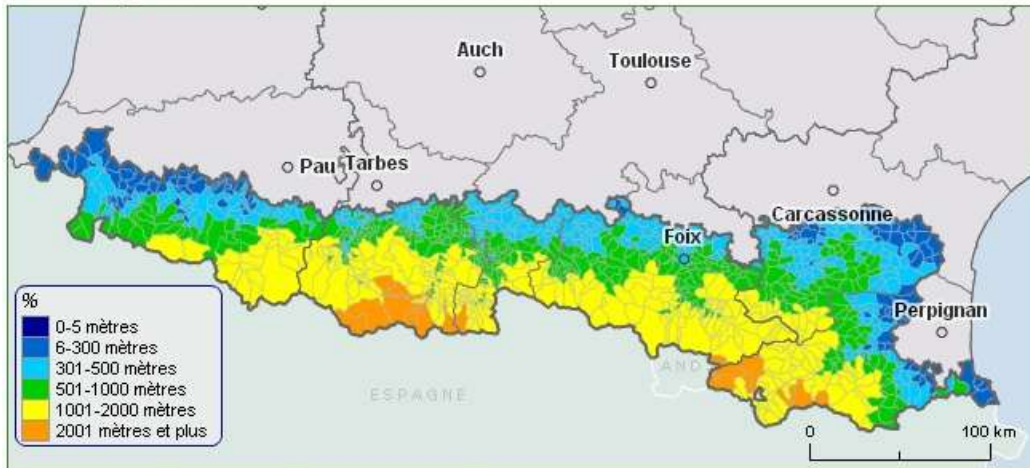 Auch
Toulouse
Pau
Tarbes
Carcassonne
Foix
Perpignan
ESPAGNE
AND
%
0-5 mètres
6-300 mètres
301-500 mètres
501-1000 mètres
1001-2000 mètres
2001 mètres et plus
0 100 km